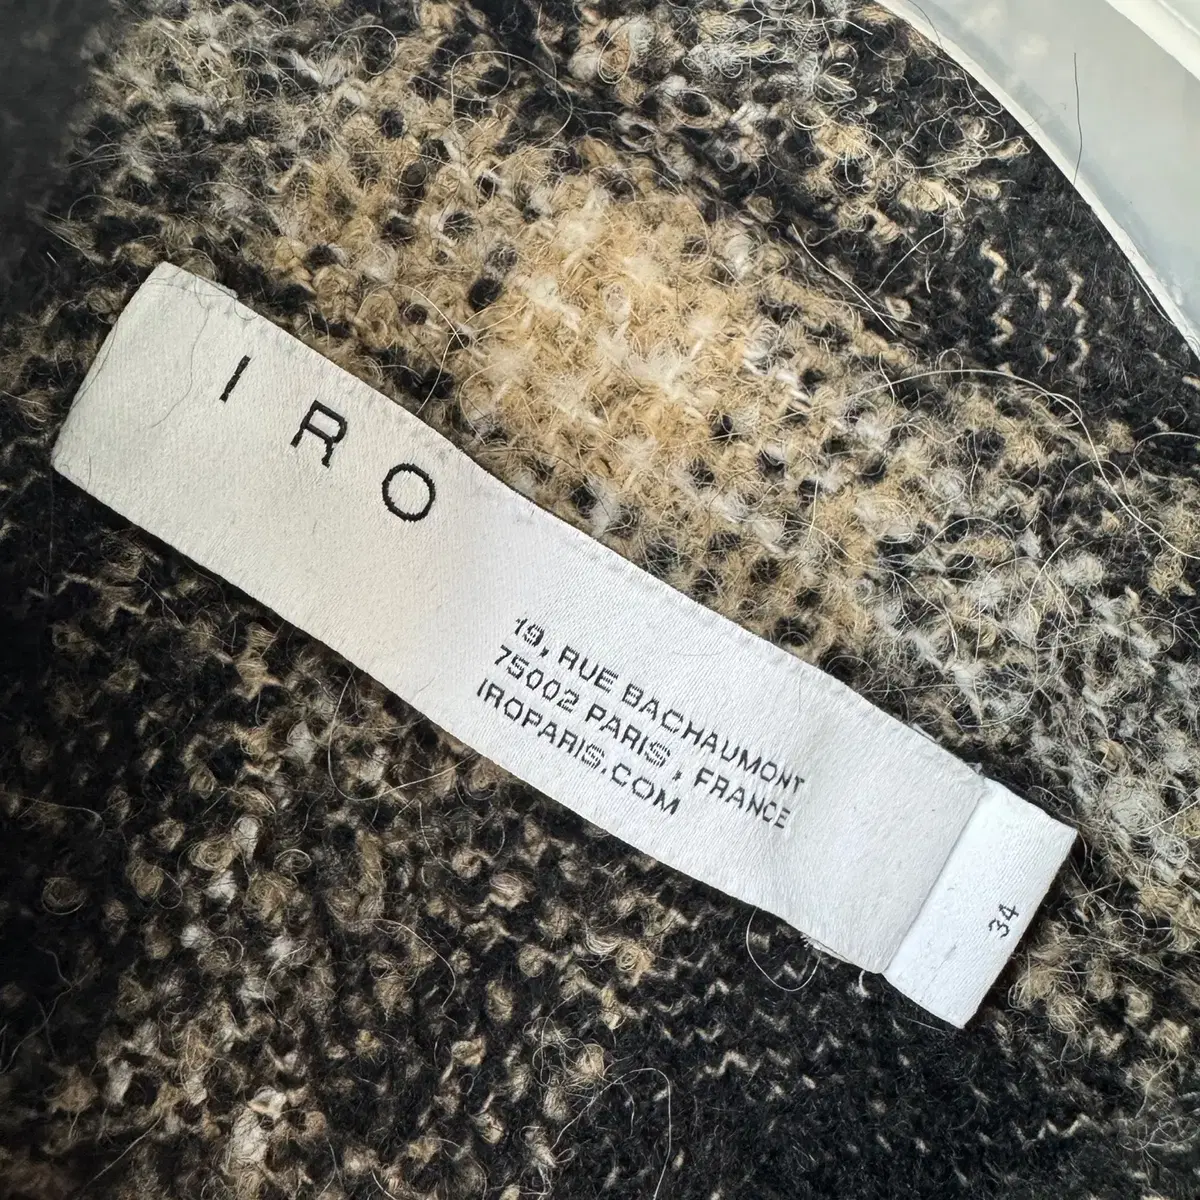 IRO
19, RUE BACHAUMONT
75002 PARIS, FRANCE
IROPARIS.COM
34